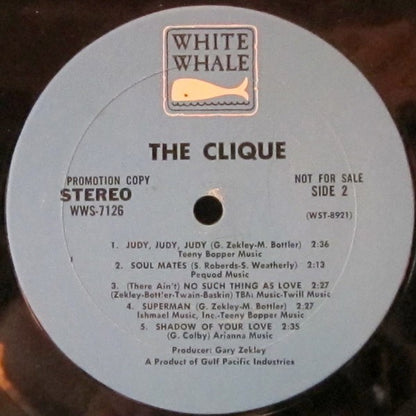 WHITE
WHALE
THE CLIQUE
PROMOTION COPY
NOT FOR SALE
STEREO
SIDE 2
WWS-7126
(WST-8921)
1. JUDY, JUDY, JUDY (G. Zekley-M. Bottler) 2:36
Teeny Bopper Music
2. SOUL MATES (S. Roberds-S. Weatherly) 2:13
Pequod Music
3. (There Ain't) NO SUCH THING AS LOVE 2:27
(Zekley-Bottler-Twain-Baskin) TBA: Music-Twill Music
4. SUPERMAN (G. Zekley-M. Bottler) 2:27
Ishmael Music, Inc.-Teeny Bopper Music
5. SHADOW OF YOUR LOVE 2:35
(G. Colby) Arianna Music
Producer: Gary Zekley
A Product of Gulf Pacific Industries